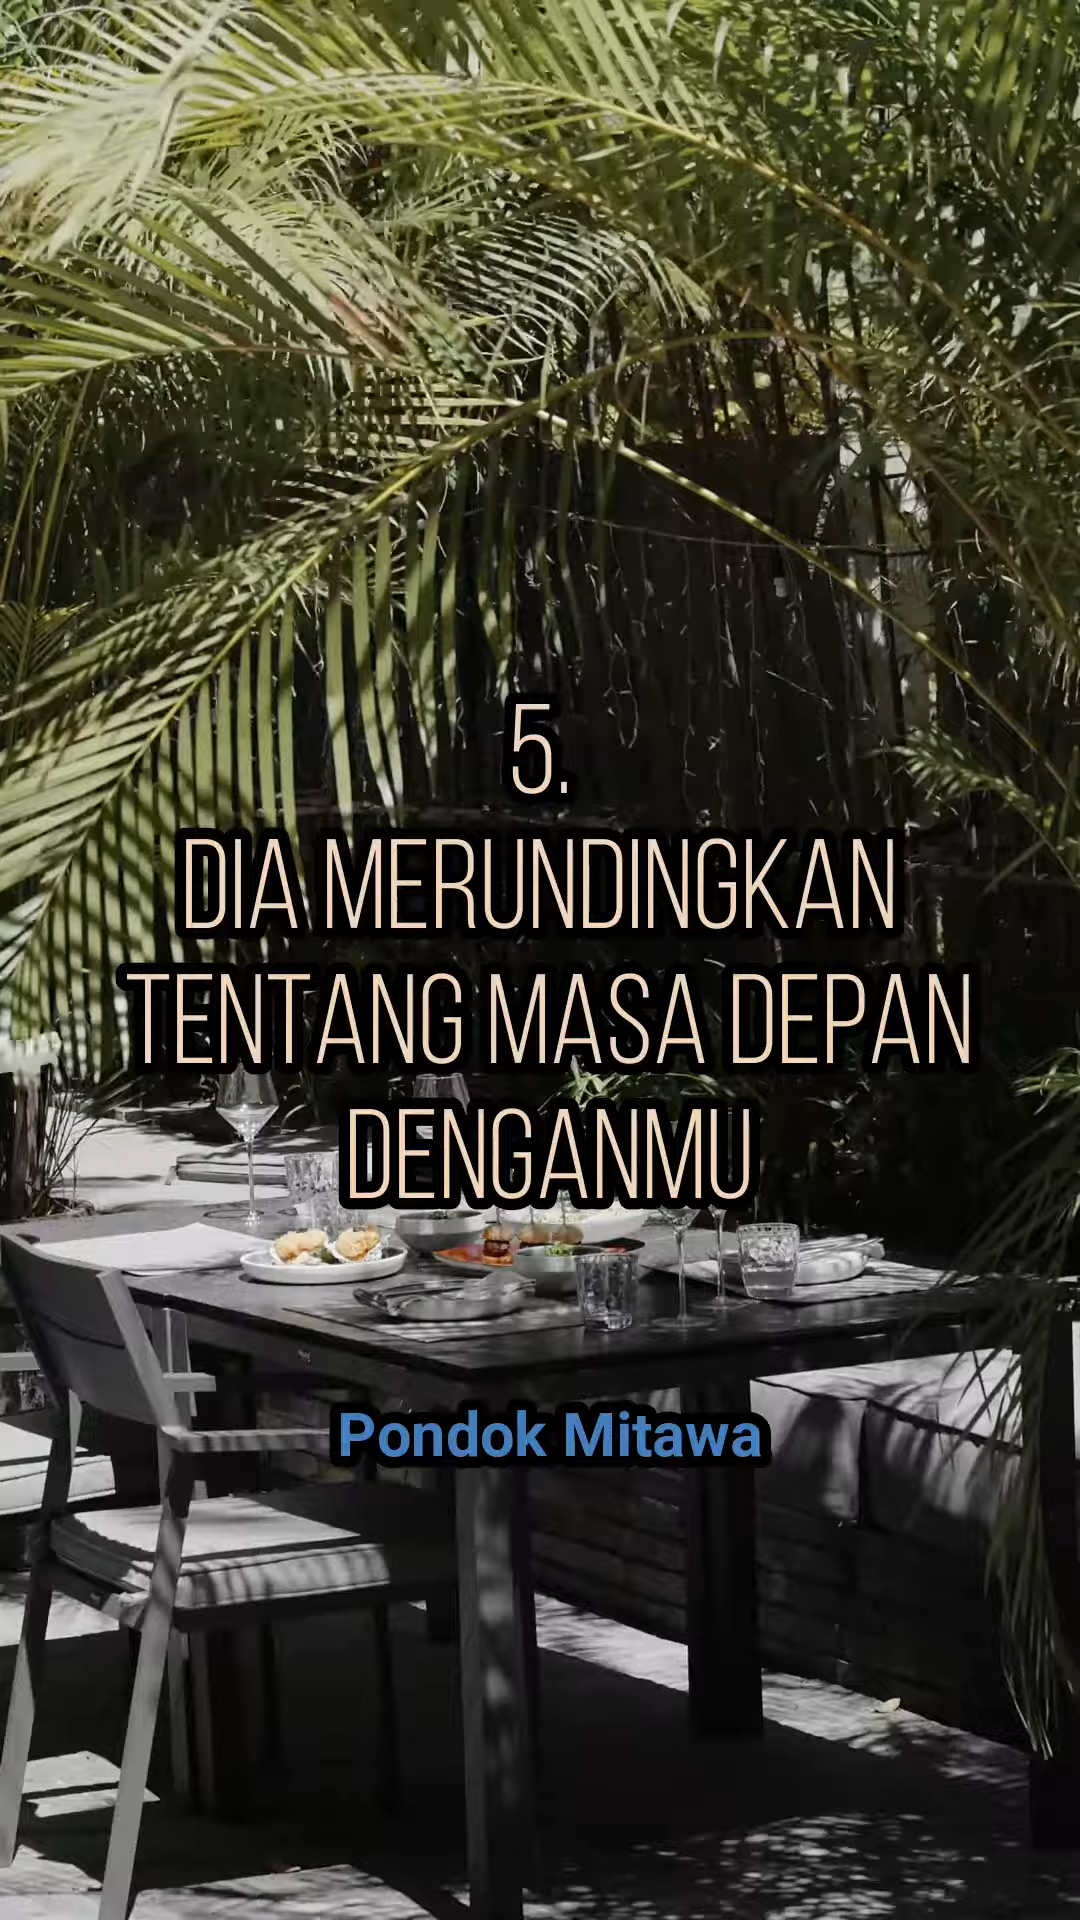 5.
DIA MERUNDINGKAN
TENTANG MASA DEPAN
DENGANMU
Pondok Mitawa